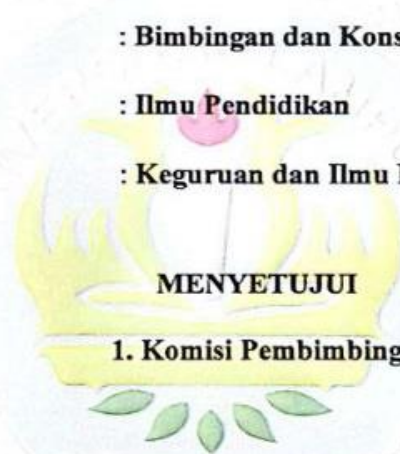 : Bimbingan dan Kons
: Ilmu Pendidikan
: Keguruan dan Ilmu
MENYETUJUI
1. Komisi Pembimbing